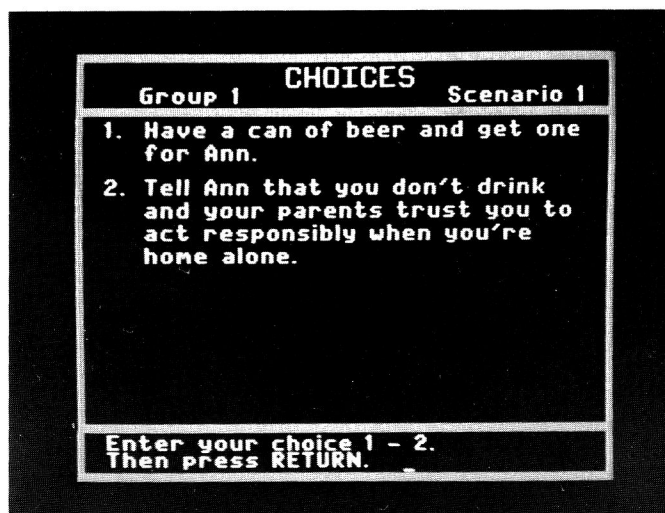 CHOICES
Group 1 Scenario 1
1. Have a can of beer and get one
for Ann.
2. Tell Ann that you don't drink
and your parents trust you to
act responsibly when you're
home alone.
Enter your choice 1 - 2.
Then press RETURN. _